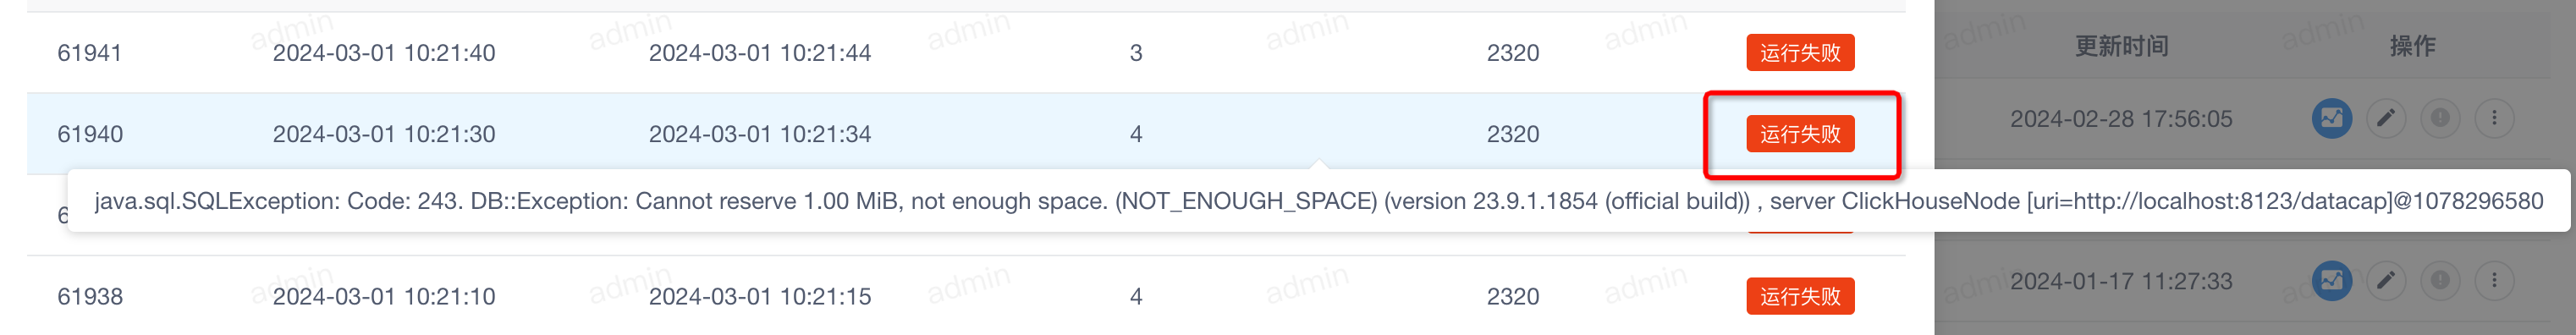 61941 2024-03-01 10:21:40 2024-03-01 10:21:44 3 2320 运行失败
更新时间 操作
61940 2024-03-01 10:21:30 2024-03-01 10:21:34 4 2320 运行失败
2024-02-28 17:56:05
java.sql.SQLException: Code: 243. DB::Exception: Cannot reserve 1.00 MiB, not enough space. (NOT_ENOUGH_SPACE) (version 23.9.1.1854 (official build)) , server ClickHouseNode [uri=http://localhost:8123/datacap]@1078296580
61938 2024-03-01 10:21:10 2024-03-01 10:21:15 4 2320 运行失败
2024-01-17 11:27:33
admin admin admin admin admin admin admin
admin admin admin admin admin admin admin